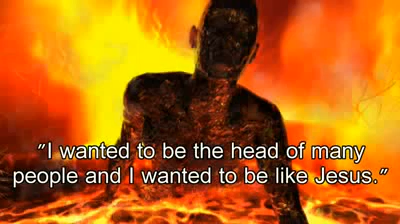 "I wanted to be the head of many
people and I wanted to be like Jesus."